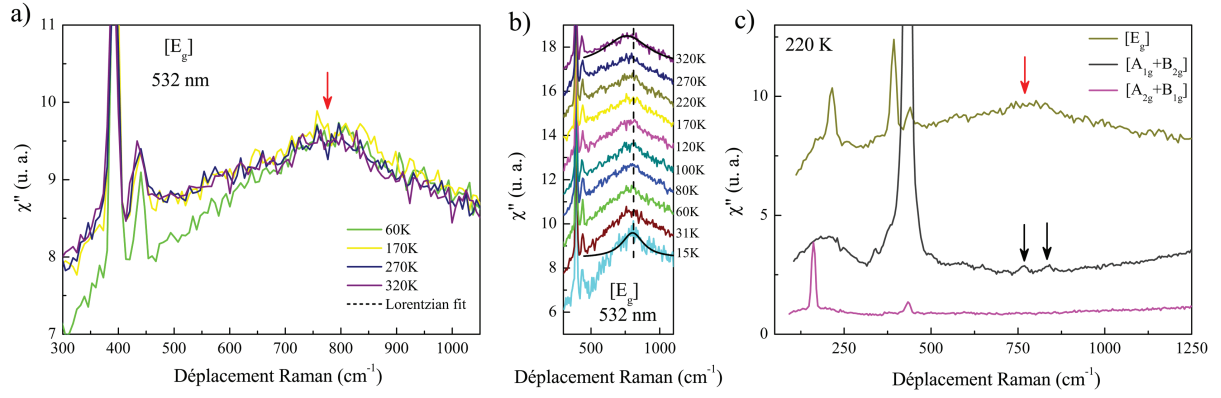 a)
11
10
9
8
7
χ" (u. a.)
[Eg]
532 nm
60K
170K
270K
320K
Lorentzian fit
300 400 500 600 700 800 900 1000
Déplacement Raman (cm-1)
b)
18
16
14
12
10
8
6
χ" (u. a.)
320K
270K
220K
170K
120K
100K
80K
60K
31K
15K
[Eg]
532 nm
500 1000
Déplacement Raman (cm-1)
c)
10
5
0
χ" (u. a.)
220 K
[Eg]
[A1g+B2g]
[A2g+B1g]
250 500 750 1000 1250
Déplacement Raman (cm-1)